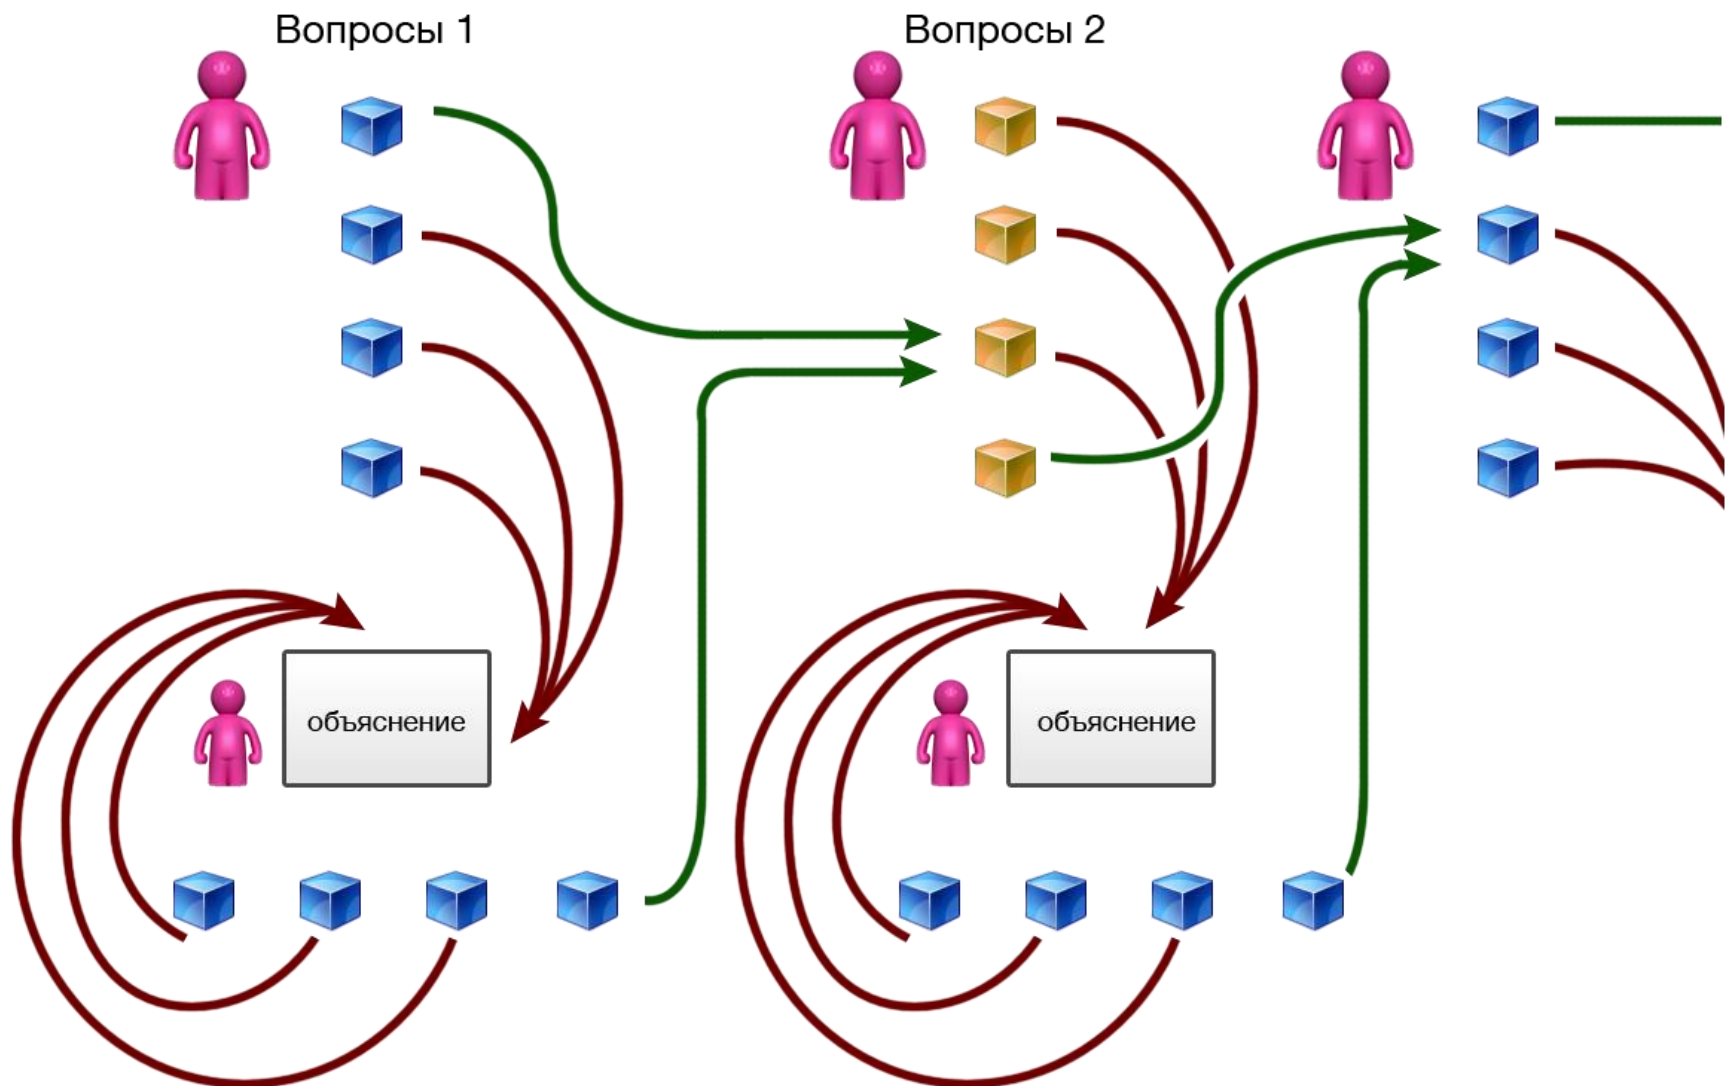 Вопросы 1
Вопросы 2
объяснение
объяснение